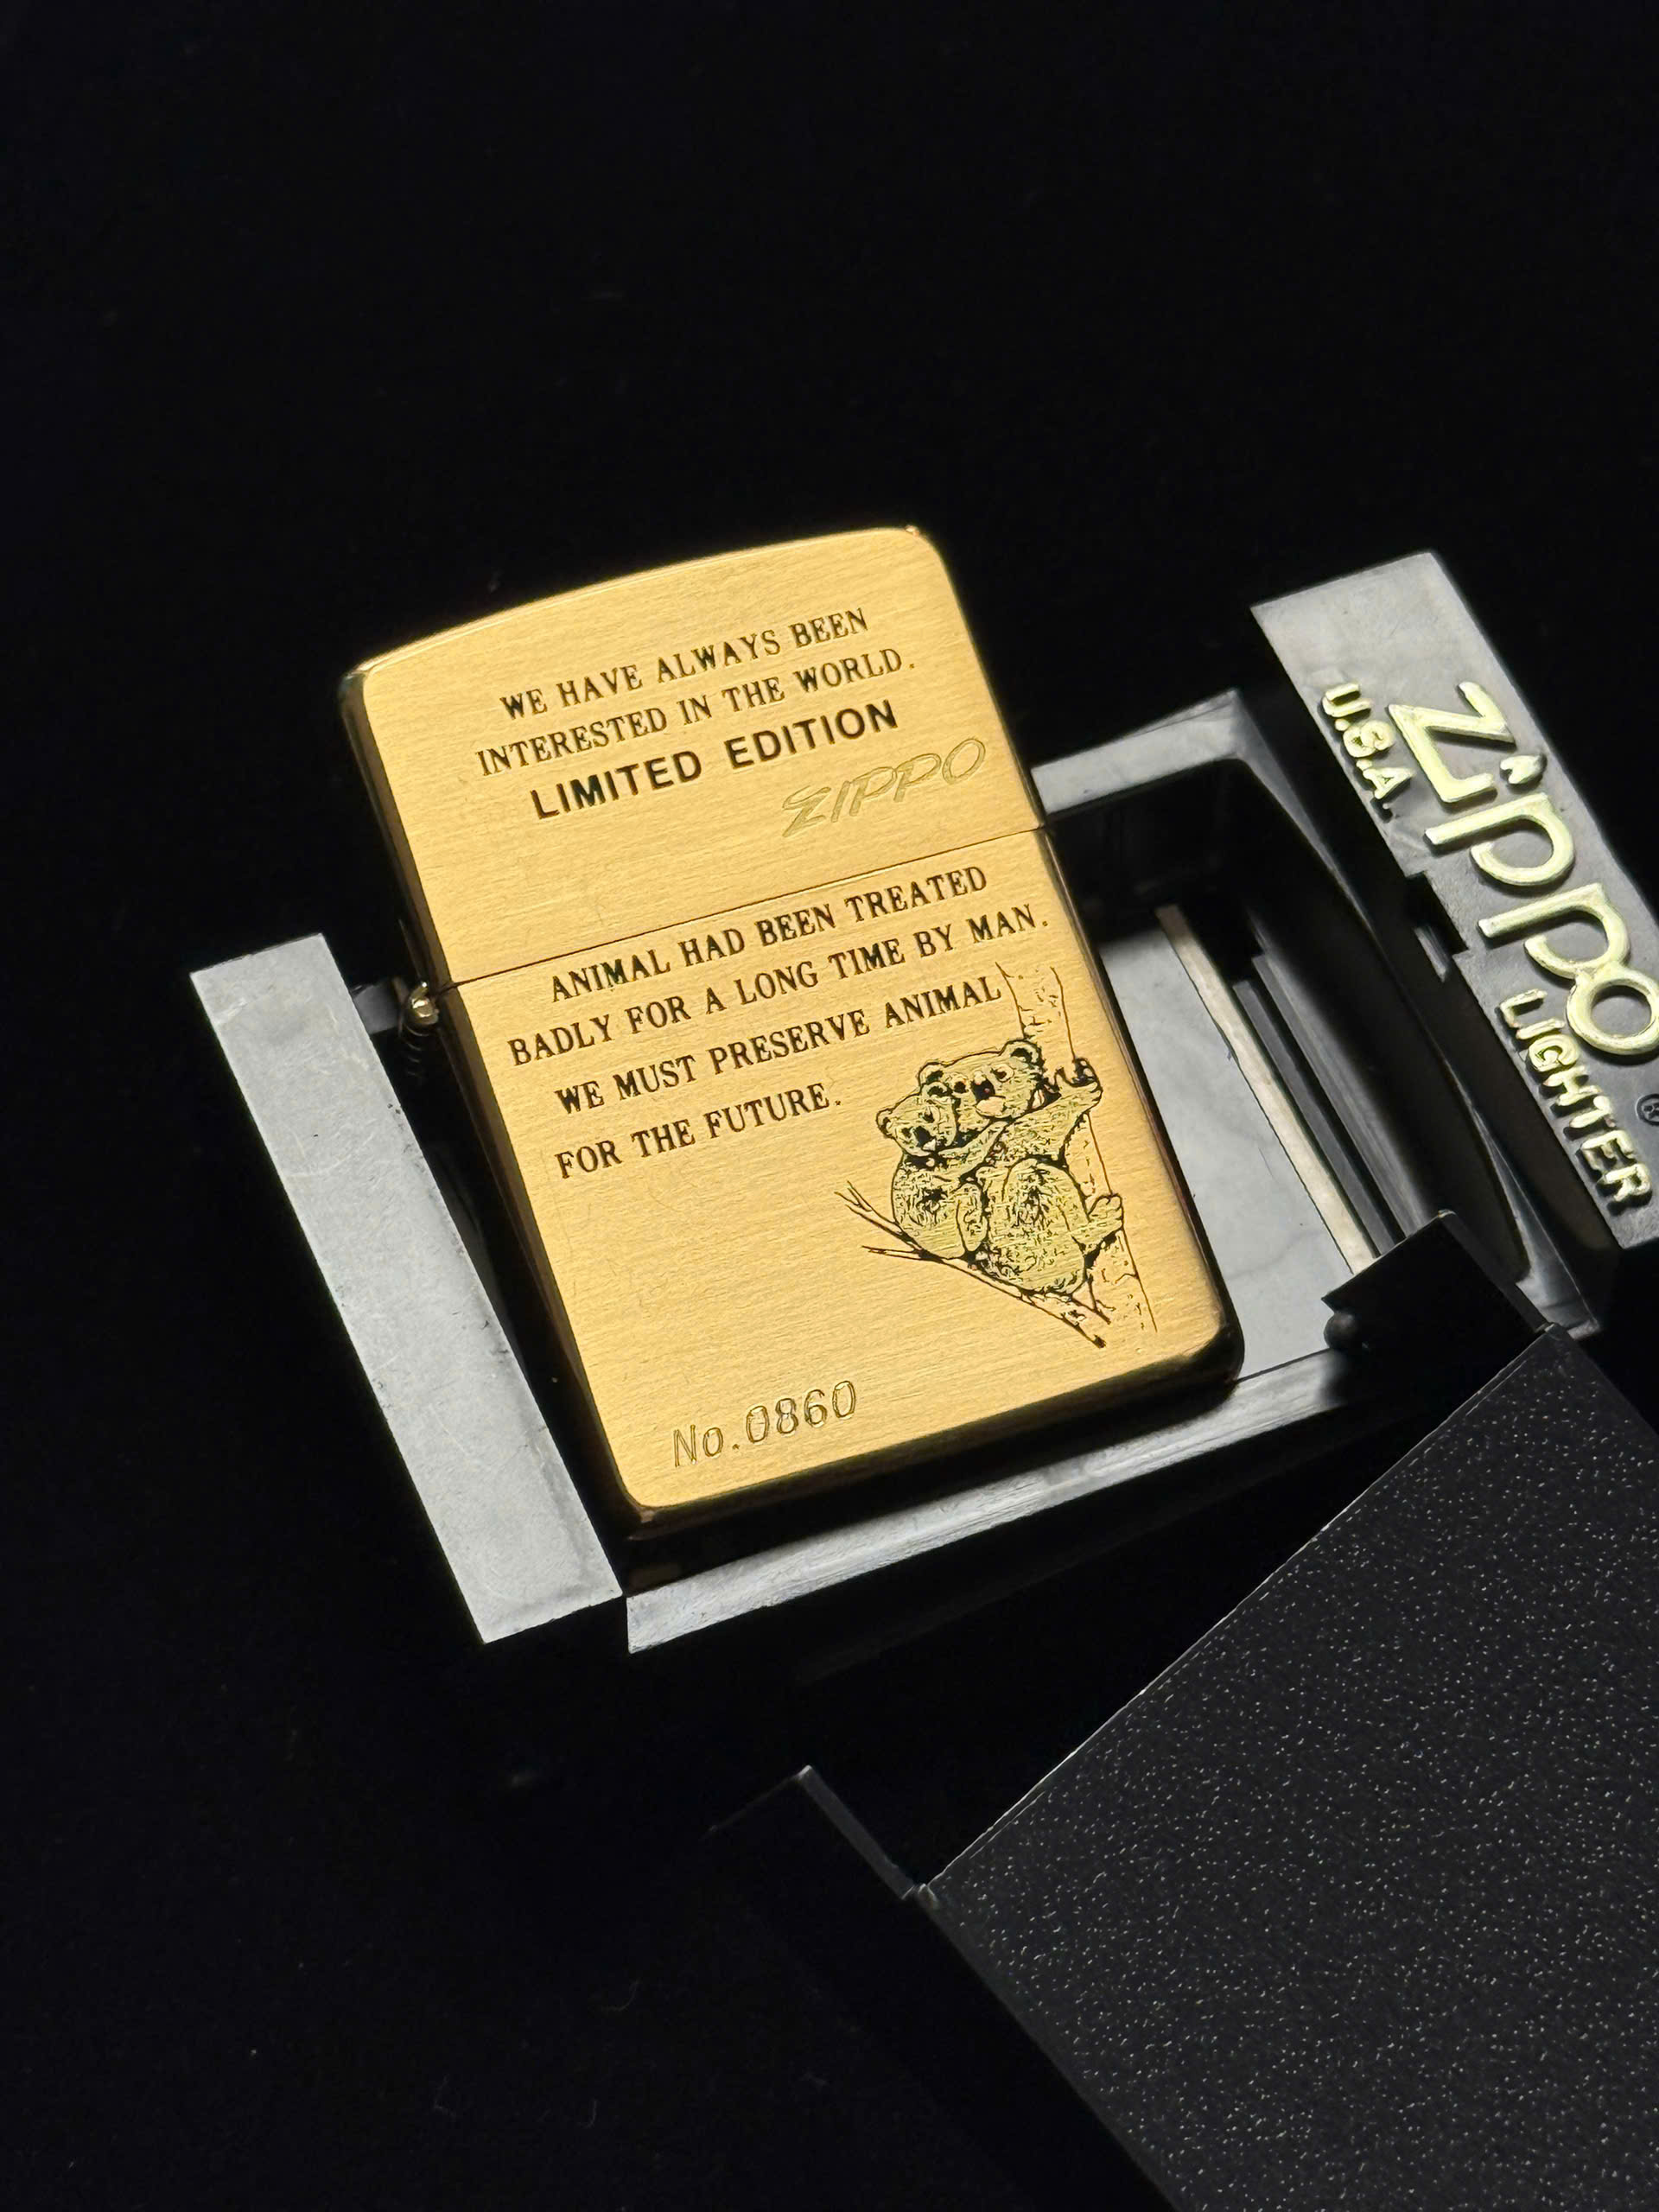 WE HAVE ALWAYS BEEN
INTERESTED IN THE WORLD.
LIMITED EDITION
ZIPPO
ANIMAL HAD BEEN TREATED
BADLY FOR A LONG TIME BY MAN.
WE MUST PRESERVE ANIMAL
FOR THE FUTURE.
No.0860
U.S.A.
Zippo
LIGHTER
®